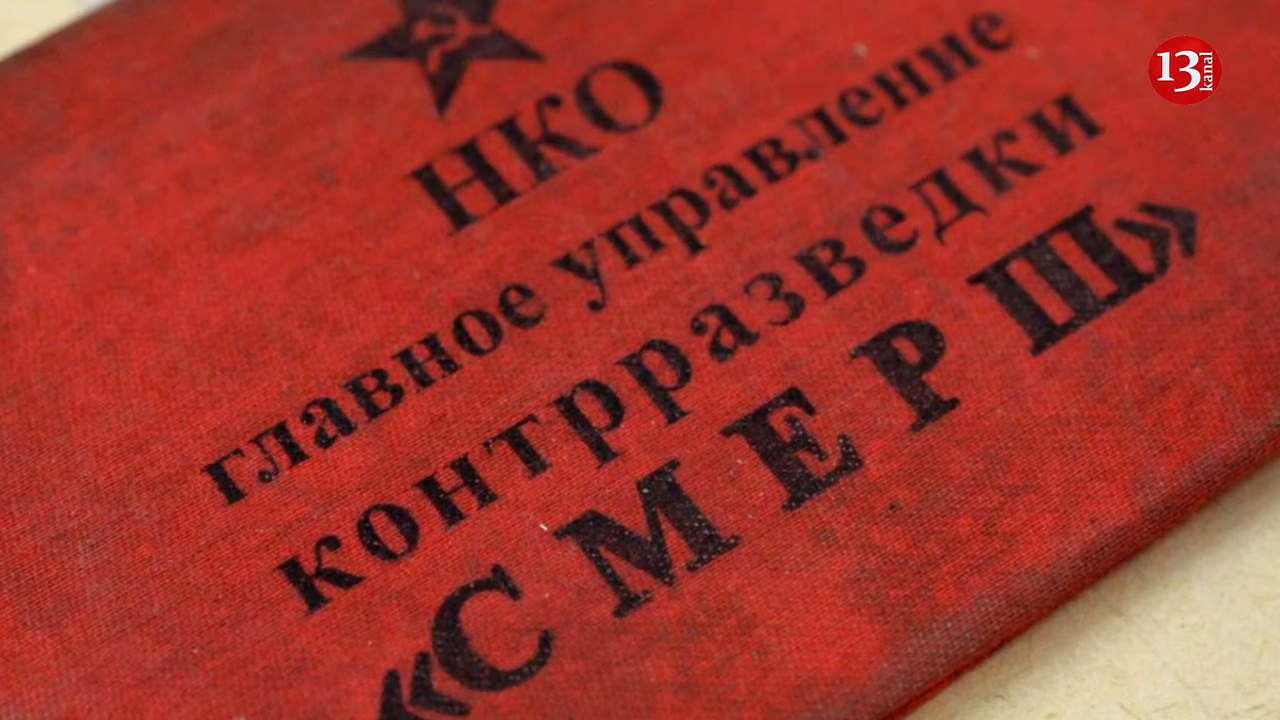 НКО
главное управление
контрразведки
«СМЕРШ»
13 kanal